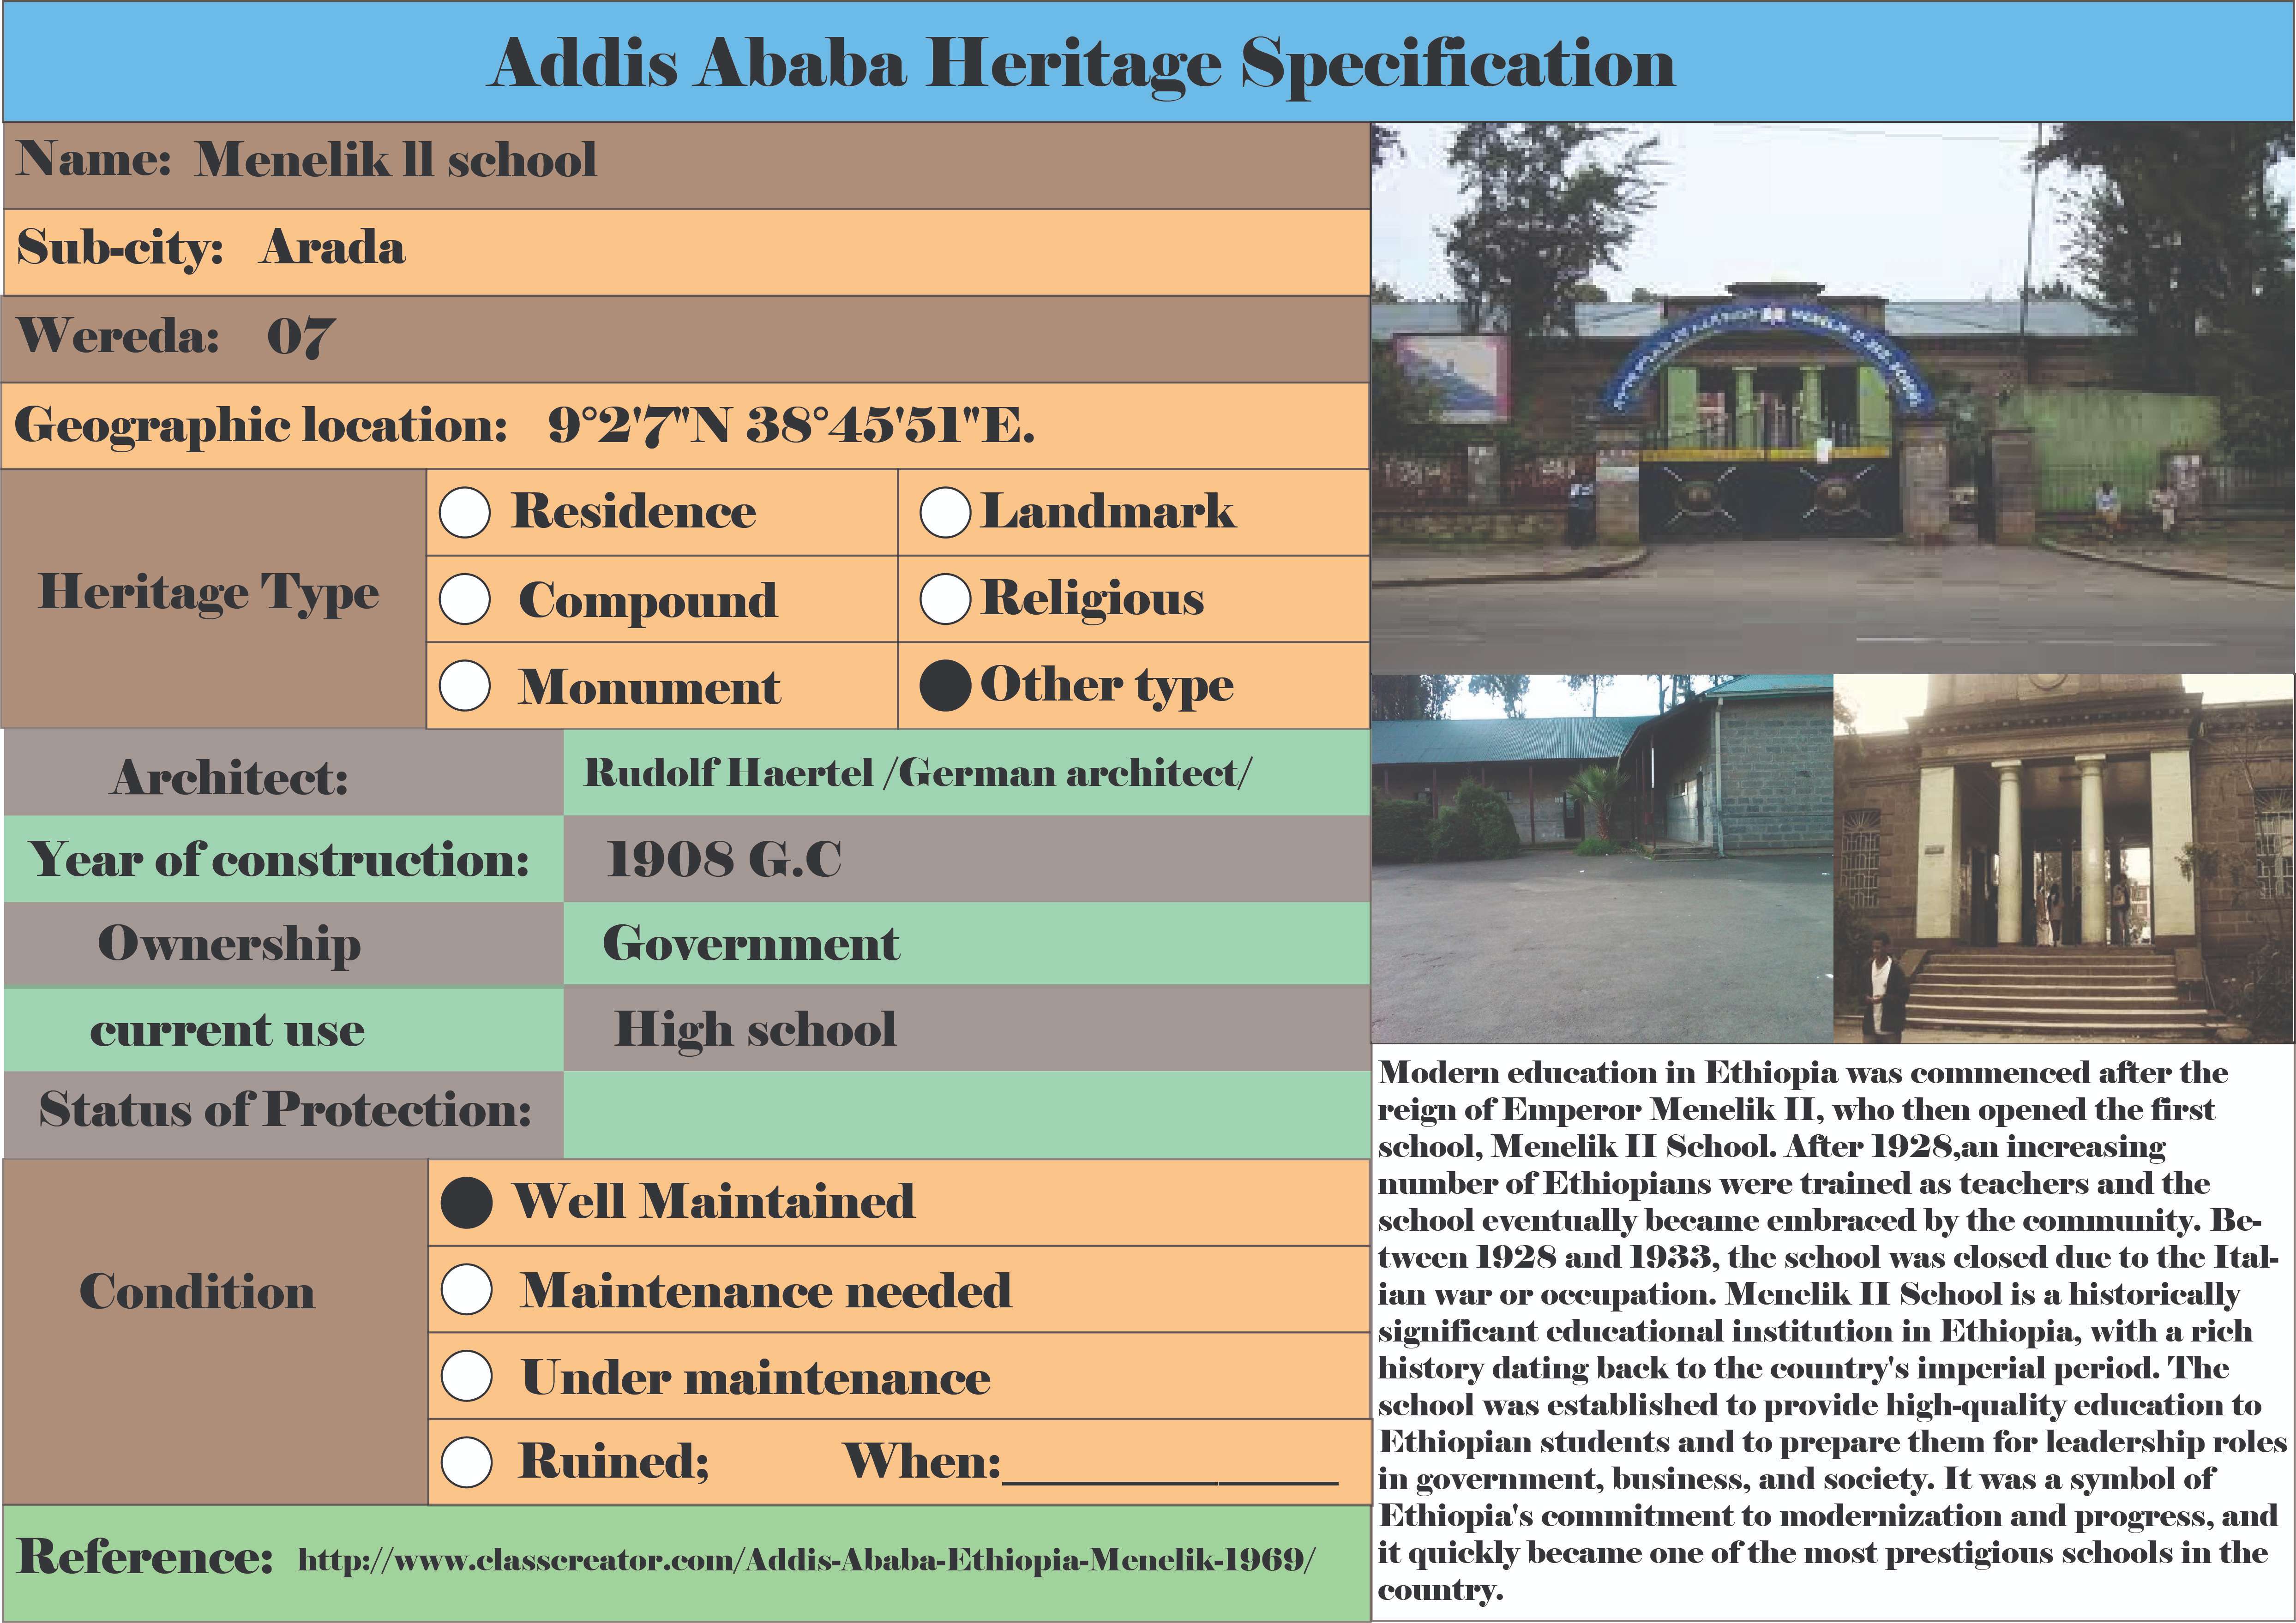 Addis Ababa Heritage Specification
Name: Menelik ll school
Sub-city: Arada
Wereda: 07
Geographic location: 9°2'7"N 38°45'51"E.
Heritage Type
Residence
Landmark
Compound
Religious
Monument
Other type
Architect: Rudolf Haertel /German architect/
Year of construction: 1908 G.C
Ownership Government
current use High school
Status of Protection:
Condition
Well Maintained
Maintenance needed
Under maintenance
Ruined; When:_______________
Reference: http://www.classcreator.com/Addis-Ababa-Ethiopia-Menelik-1969/
MENELIK II
Modern education in Ethiopia was commenced after the
reign of Emperor Menelik II, who then opened the first
school, Menelik II School. After 1928,an increasing
number of Ethiopians were trained as teachers and the
school eventually became embraced by the community. Be-
tween 1928 and 1933, the school was closed due to the Ital-
ian war or occupation. Menelik II School is a historically
significant educational institution in Ethiopia, with a rich
history dating back to the country's imperial period. The
school was established to provide high-quality education to
Ethiopian students and to prepare them for leadership roles
in government, business, and society. It was a symbol of
Ethiopia's commitment to modernization and progress, and
it quickly became one of the most prestigious schools in the
country.